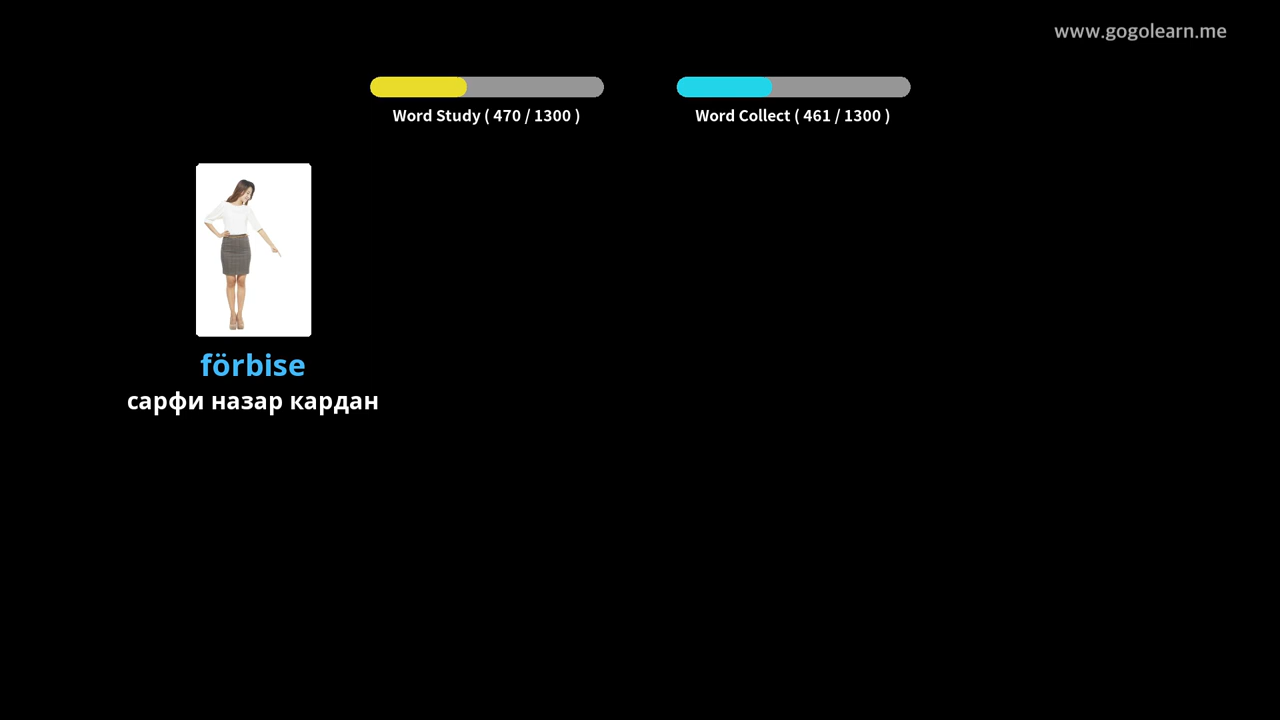 www.gogolearn.me
Word Study ( 470 / 1300 )
Word Collect ( 461 / 1300 )
förbise
сарфи назар кардан